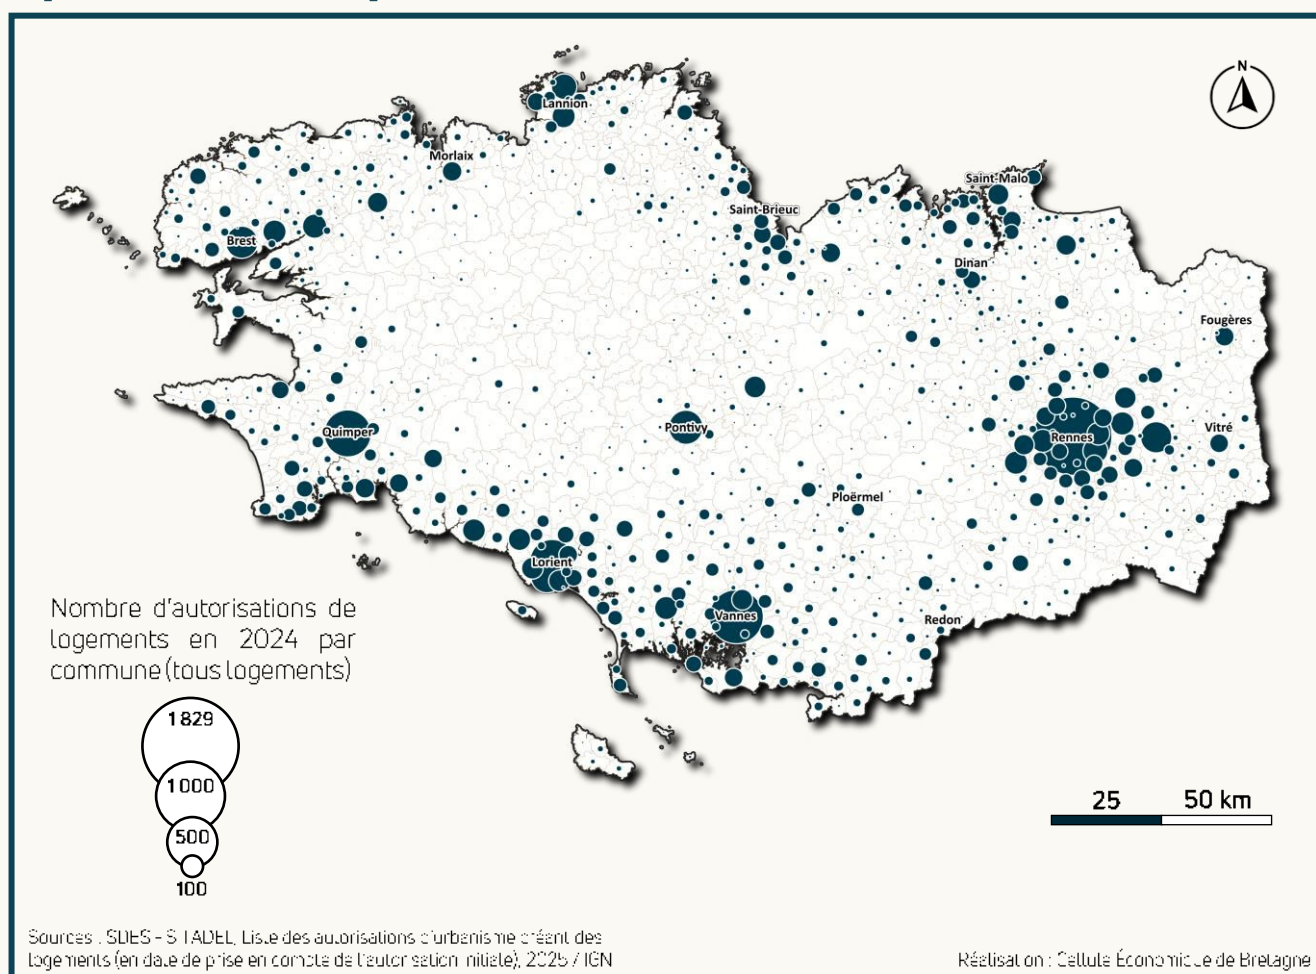 N
Lannion
Morlaix
Saint-Malo
Saint-Brieuc
Brest
Dinan
Fougères
Quimper
Pontivy
Rennes
Vitré
Ploërmel
Lorient
Vannes
Redon
Nombre d'autorisations de
logements en 2024 par
commune (tous logements)
1 829
1 000
500
100
25 50 km
Sources : SDES - SITADEL, Liste des autorisations d'urbanisme créant des
logements (en date de prise en compte de l'autorisation initiale), 2025 / IGN
Réalisation : Cellule Économique de Bretagne